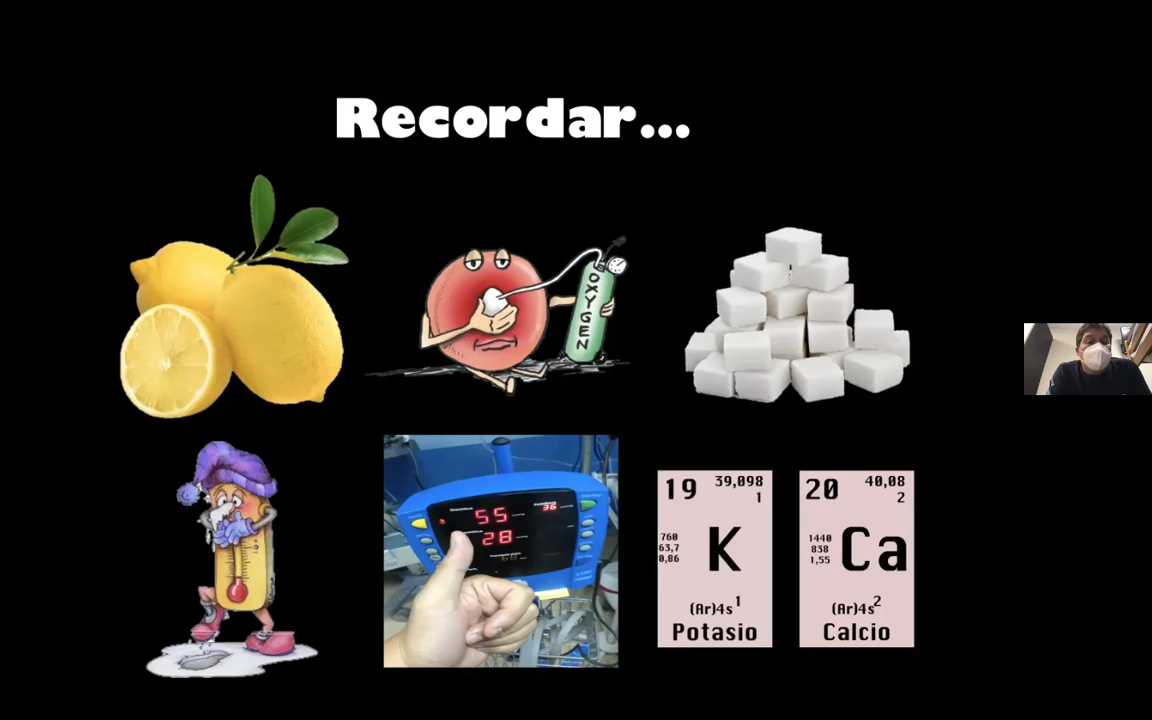 Recordar...
OXYGEN
55
36
28
19
39,098
1
760
63,7
0,86
K
(Ar)4s1
Potasio
20
40,08
2
1440
838
1,55
Ca
(Ar)4s2
Calcio